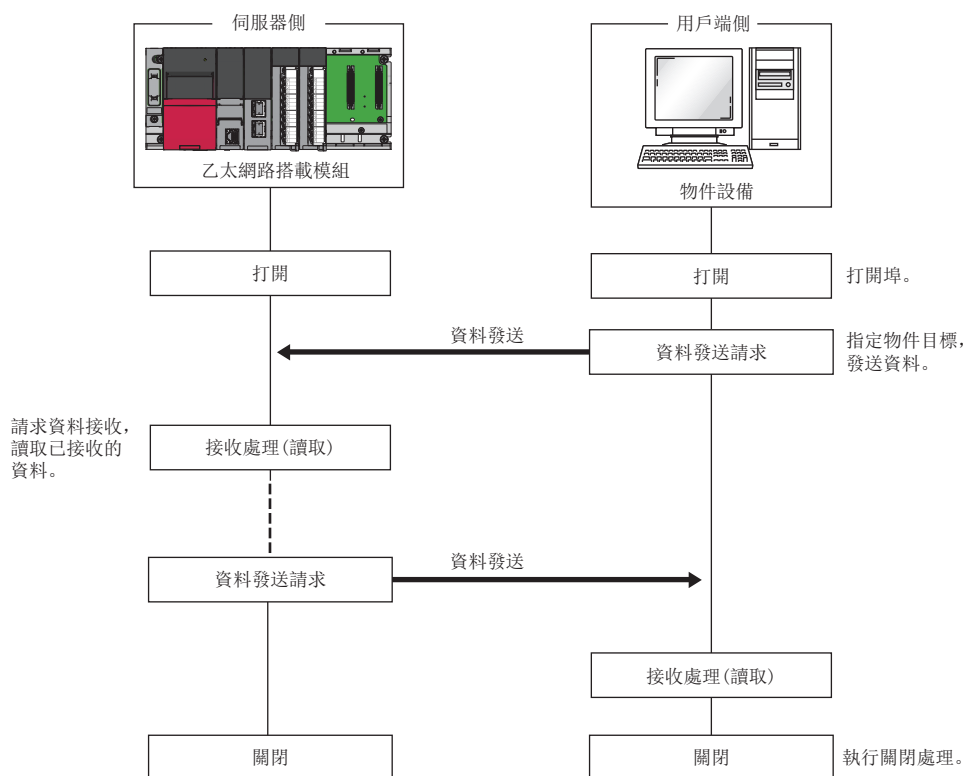 伺服器側
用戶端側
乙太網路搭載模組
物件設備
打開
打開
打開埠。
資料發送
資料發送請求
指定物件目標，
發送資料。
請求資料接收，
讀取已接收的
資料。
接收處理(讀取)
資料發送請求
資料發送
接收處理(讀取)
關閉
關閉
執行關閉處理。